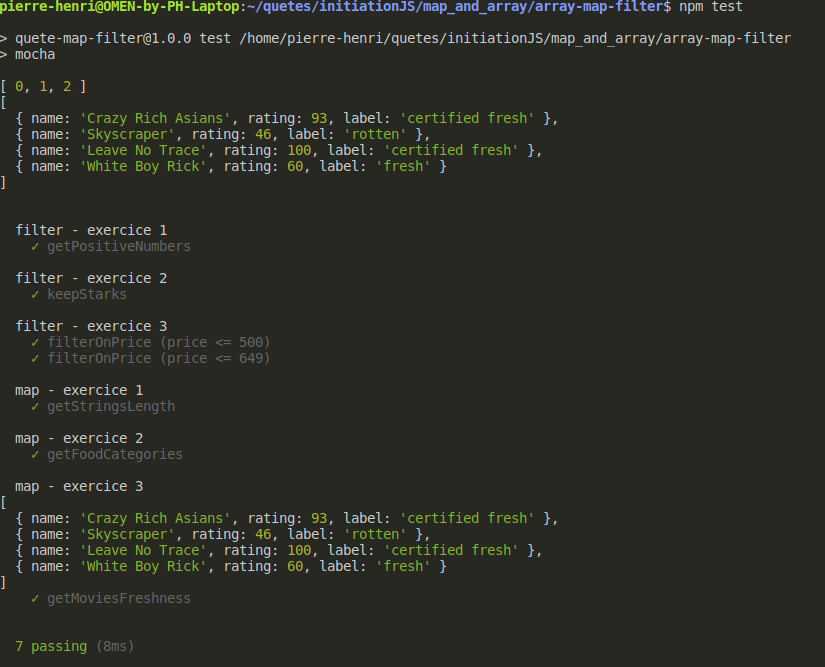 pierre-henri@OMEN-by-PH-Laptop:~/quetes/initiationJS/map_and_array/array-map-filter$ npm test
> quete-map-filter@1.0.0 test /home/pierre-henri/quetes/initiationJS/map_and_array/array-map-filter
> mocha
[ 0, 1, 2 ]
[
  { name: 'Crazy Rich Asians', rating: 93, label: 'certified fresh' },
  { name: 'Skyscraper', rating: 46, label: 'rotten' },
  { name: 'Leave No Trace', rating: 100, label: 'certified fresh' },
  { name: 'White Boy Rick', rating: 60, label: 'fresh' }
]
  filter - exercice 1
    ✓ getPositiveNumbers
  filter - exercice 2
    ✓ keepStarks
  filter - exercice 3
    ✓ filterOnPrice (price <= 500)
    ✓ filterOnPrice (price <= 649)
  map - exercice 1
    ✓ getStringsLength
  map - exercice 2
    ✓ getFoodCategories
  map - exercice 3
[
  { name: 'Crazy Rich Asians', rating: 93, label: 'certified fresh' },
  { name: 'Skyscraper', rating: 46, label: 'rotten' },
  { name: 'Leave No Trace', rating: 100, label: 'certified fresh' },
  { name: 'White Boy Rick', rating: 60, label: 'fresh' }
]
    ✓ getMoviesFreshness
  7 passing (8ms)